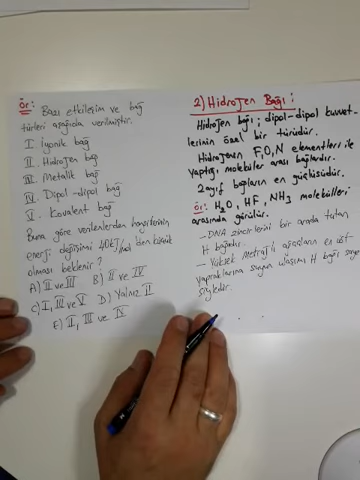 Ör: Bazı etkileşim ve bağ
türleri aşağıda verilmiştir.
I. İyonik bağ
II. Hidrojen bağı
III. Metalik bağ
IV. Dipol-dipol bağ
V. Kovalent bağ
Buna göre verilenlerden hangilerinin
enerji değişimi 40 kJ/mol'den küçük
olması beklenir?
A) II ve III B) II ve IV
C) I, III ve V D) Yalnız II
E) II, III ve IV
2) Hidrojen Bağı:
Hidrojen bağı; dipol-dipol kuvvet-
lerinin özel bir türüdür.
Hidrojenin F, O, N elementleri ile
yaptığı moleküller arası bağlardır.
Zayıf bağların en güçlüsüdür.
Ör: H2O, HF, NH3 molekülleri
arasında görülür.
- DNA zincirlerini bir arada tutan
H bağıdır.
- Yüksek metrajlı ağaçların en üst
yapraklarına suyun ulaşımı H bağı